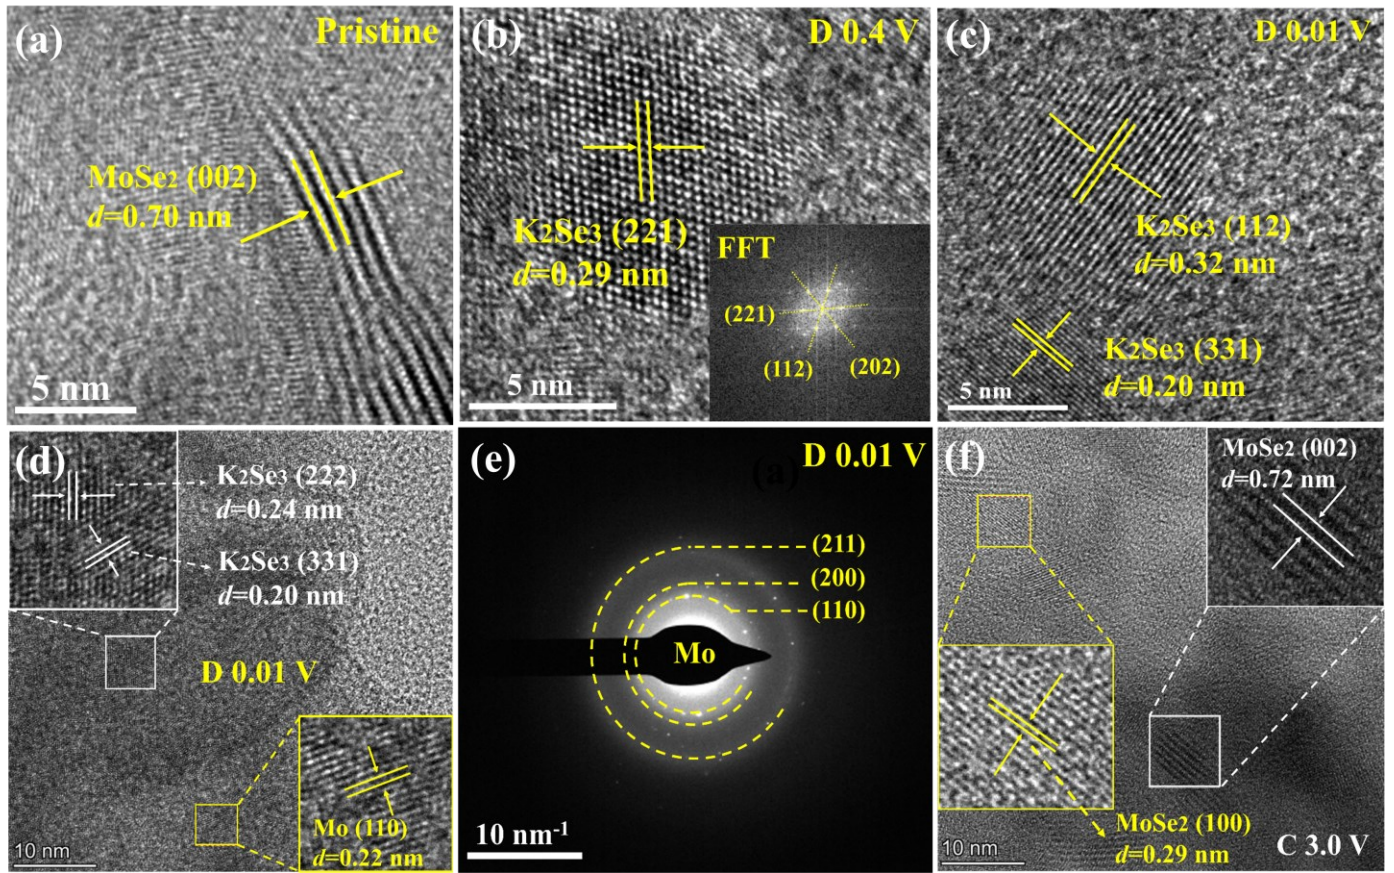 (a)
Pristine
MoSe₂ (002)
d=0.70 nm
5 nm
(b)
D 0.4 V
K₂Se₃ (221)
d=0.29 nm
FFT
(221)
(112)
(202)
5 nm
(c)
D 0.01 V
K₂Se₃ (112)
d=0.32 nm
K₂Se₃ (331)
d=0.20 nm
5 nm
(d)
K₂Se₃ (222)
d=0.24 nm
K₂Se₃ (331)
d=0.20 nm
D 0.01 V
Mo (110)
d=0.22 nm
10 nm
(e)
D 0.01 V
(a)
(211)
(200)
(110)
Mo
10 nm⁻¹
(f)
MoSe₂ (002)
d=0.72 nm
MoSe₂ (100)
d=0.29 nm
C 3.0 V
10 nm